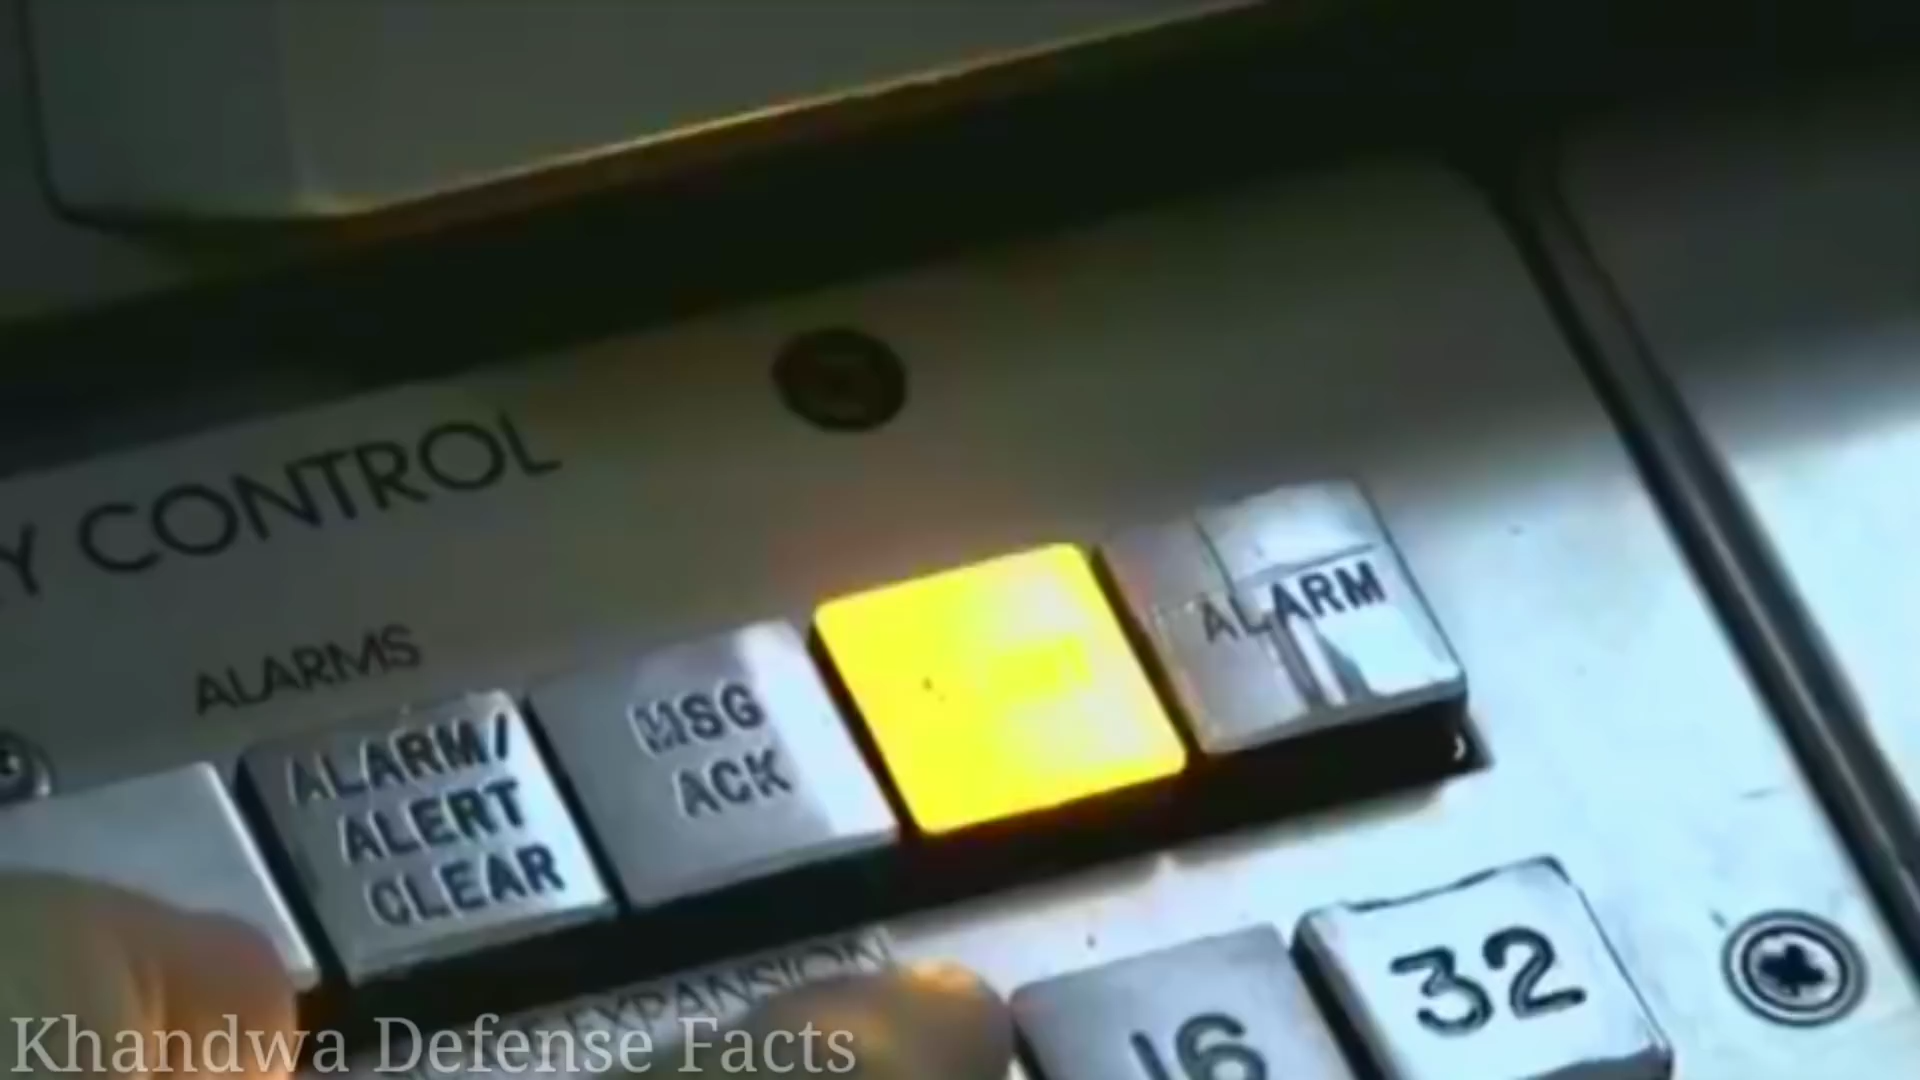 Y CONTROL
ALARMS
ALARM/
ALERT
CLEAR
MSG
ACK
ALARM
EXPANSION
16
32
Khandwa Defense Facts